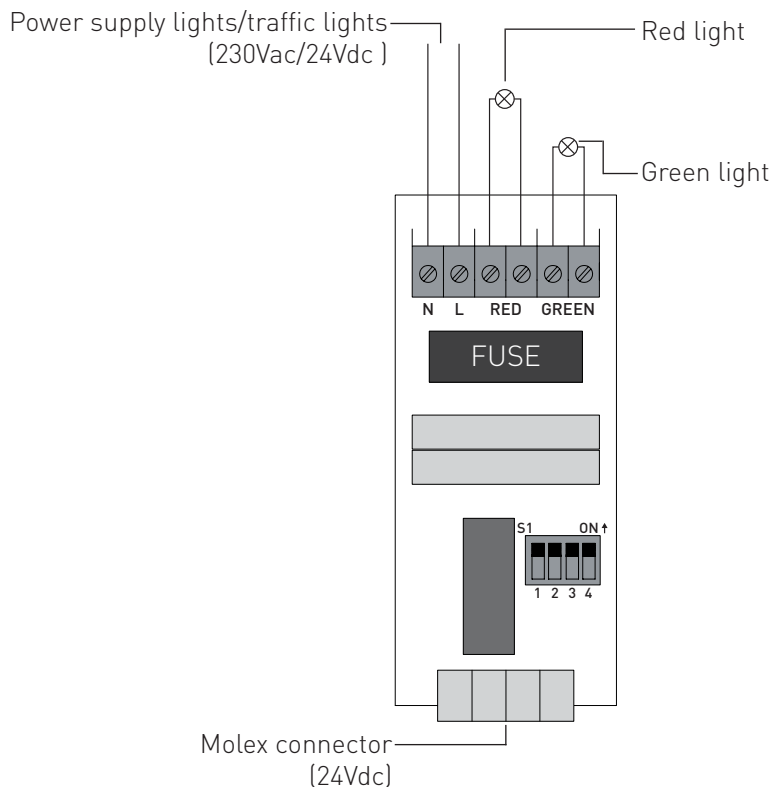 Power supply lights/traffic lights
(230Vac/24Vdc )
Red light
Green light
N L RED GREEN
FUSE
S1 ON↑
1 2 3 4
Molex connector
(24Vdc)